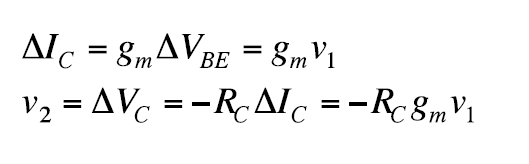 ΔI_C = g_m ΔV_BE = g_m v_1
v_2 = ΔV_C = −R_C ΔI_C = −R_C g_m v_1